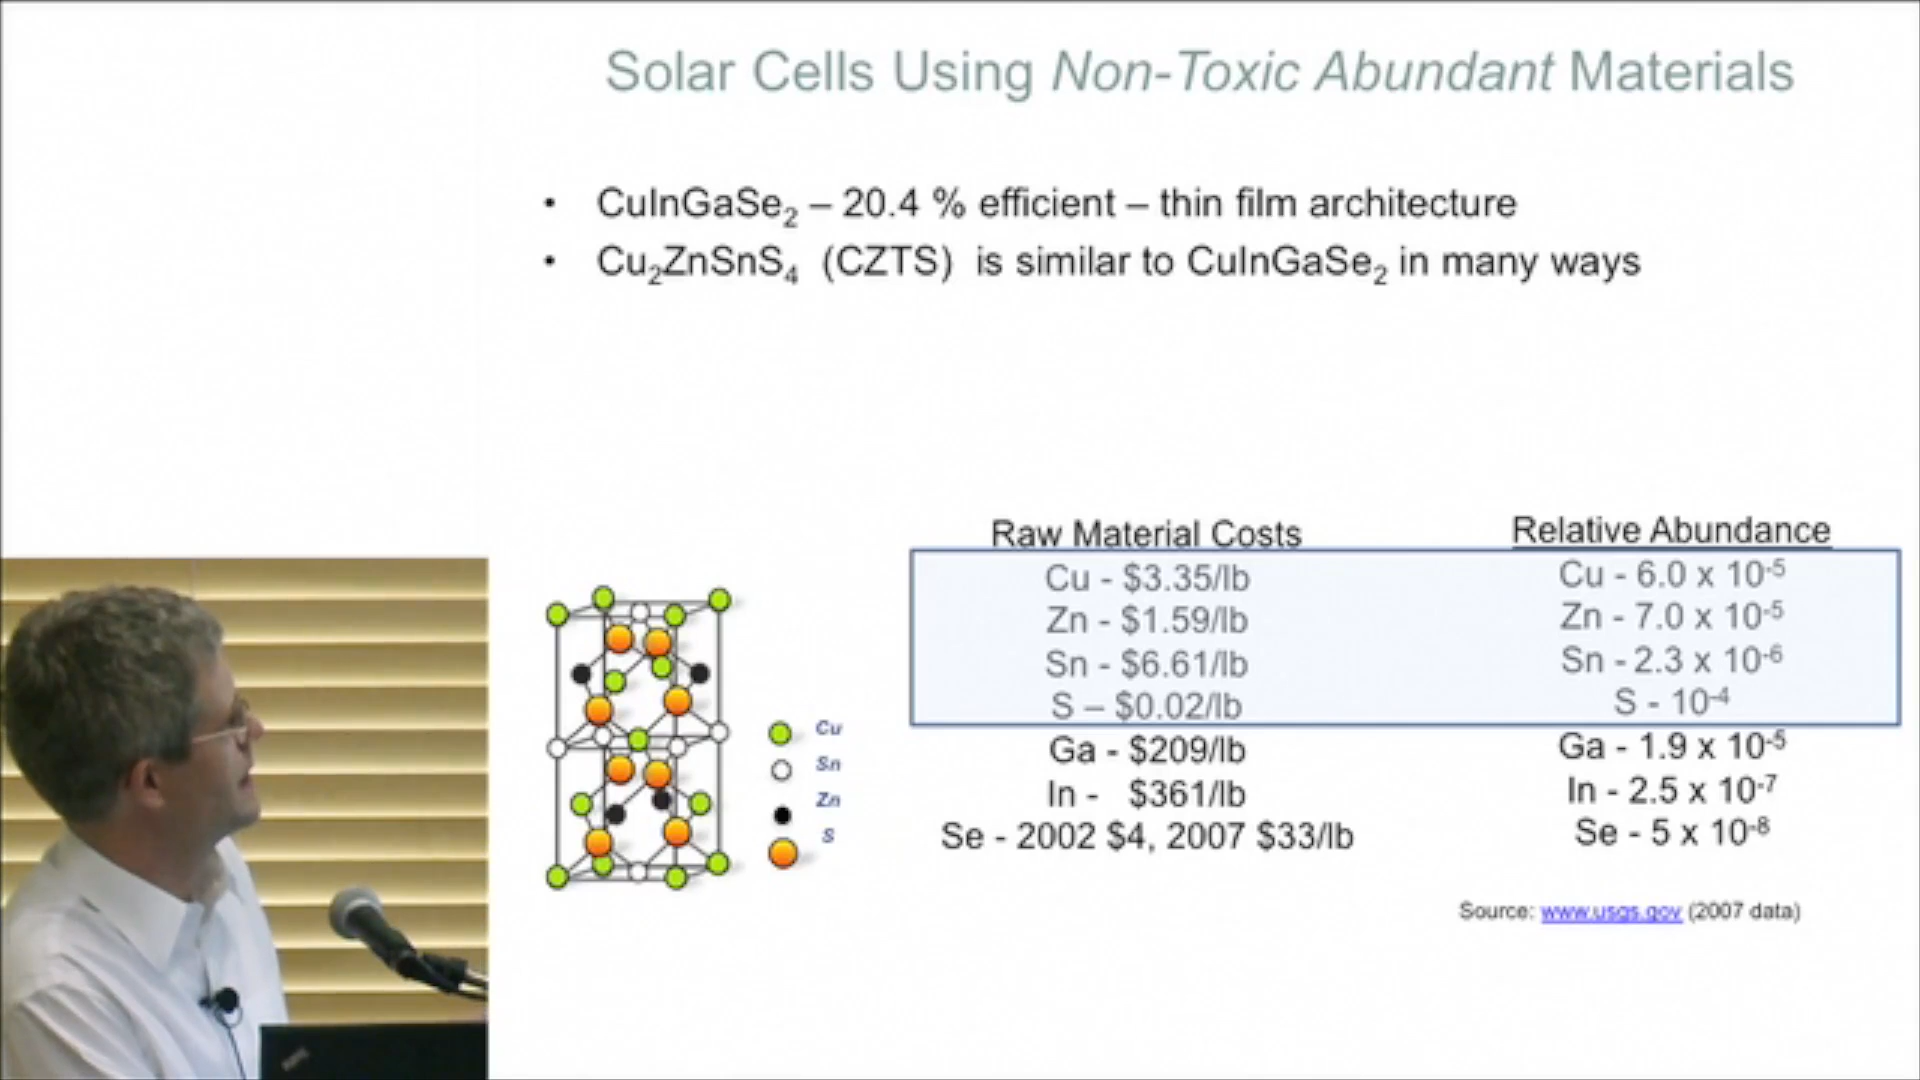 Solar Cells Using Non-Toxic Abundant Materials
• CuInGaSe2 – 20.4 % efficient – thin film architecture
• Cu2ZnSnS4 (CZTS) is similar to CuInGaSe2 in many ways
Raw Material Costs
Cu - $3.35/lb
Zn - $1.59/lb
Sn - $6.61/lb
S – $0.02/lb
Ga - $209/lb
In - $361/lb
Se - 2002 $4, 2007 $33/lb
Relative Abundance
Cu - 6.0 x 10-5
Zn - 7.0 x 10-5
Sn - 2.3 x 10-6
S - 10-4
Ga - 1.9 x 10-5
In - 2.5 x 10-7
Se - 5 x 10-8
Cu
Sn
Zn
S
Source: www.usgs.gov (2007 data)